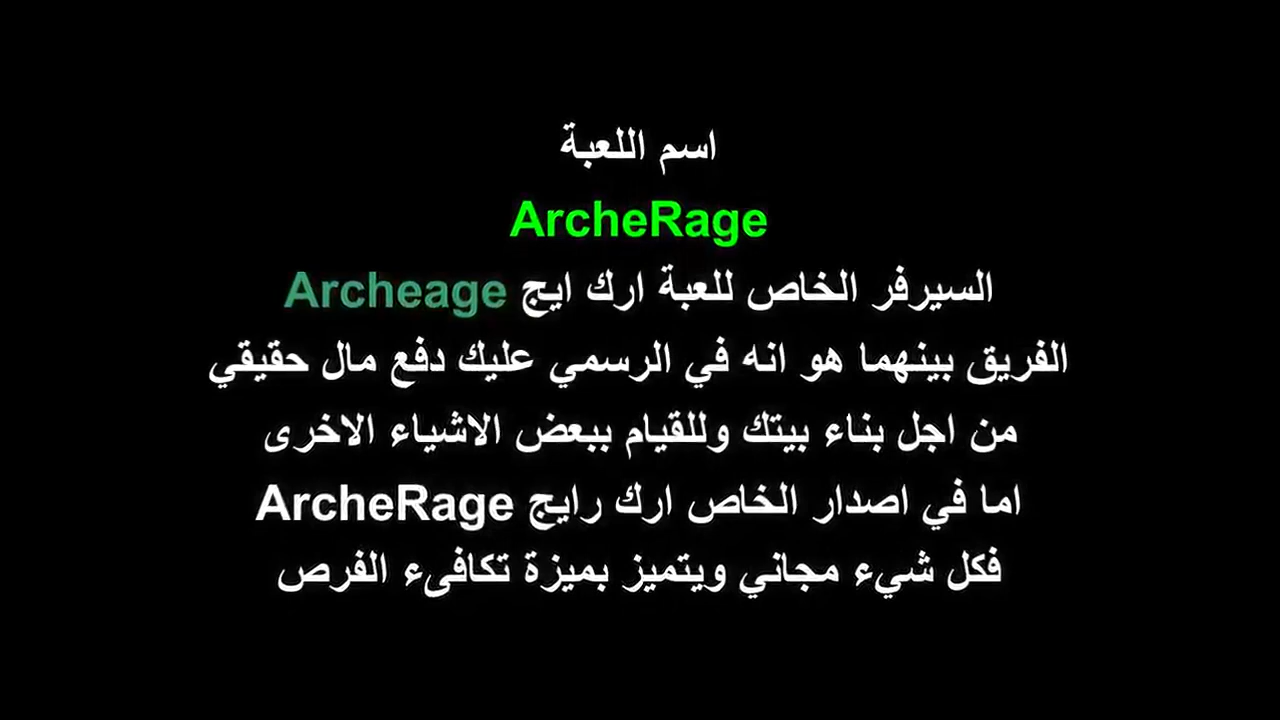 اسم اللعبة
ArcheRage
السيرفر الخاص للعبة ارك ايج Archeage
الفريق بينهما هو انه في الرسمي عليك دفع مال حقيقي
من اجل بناء بيتك وللقيام ببعض الاشياء الاخرى
اما في اصدار الخاص ارك رايج ArcheRage
فكل شيء مجاني ويتميز بميزة تكافىء الفرص